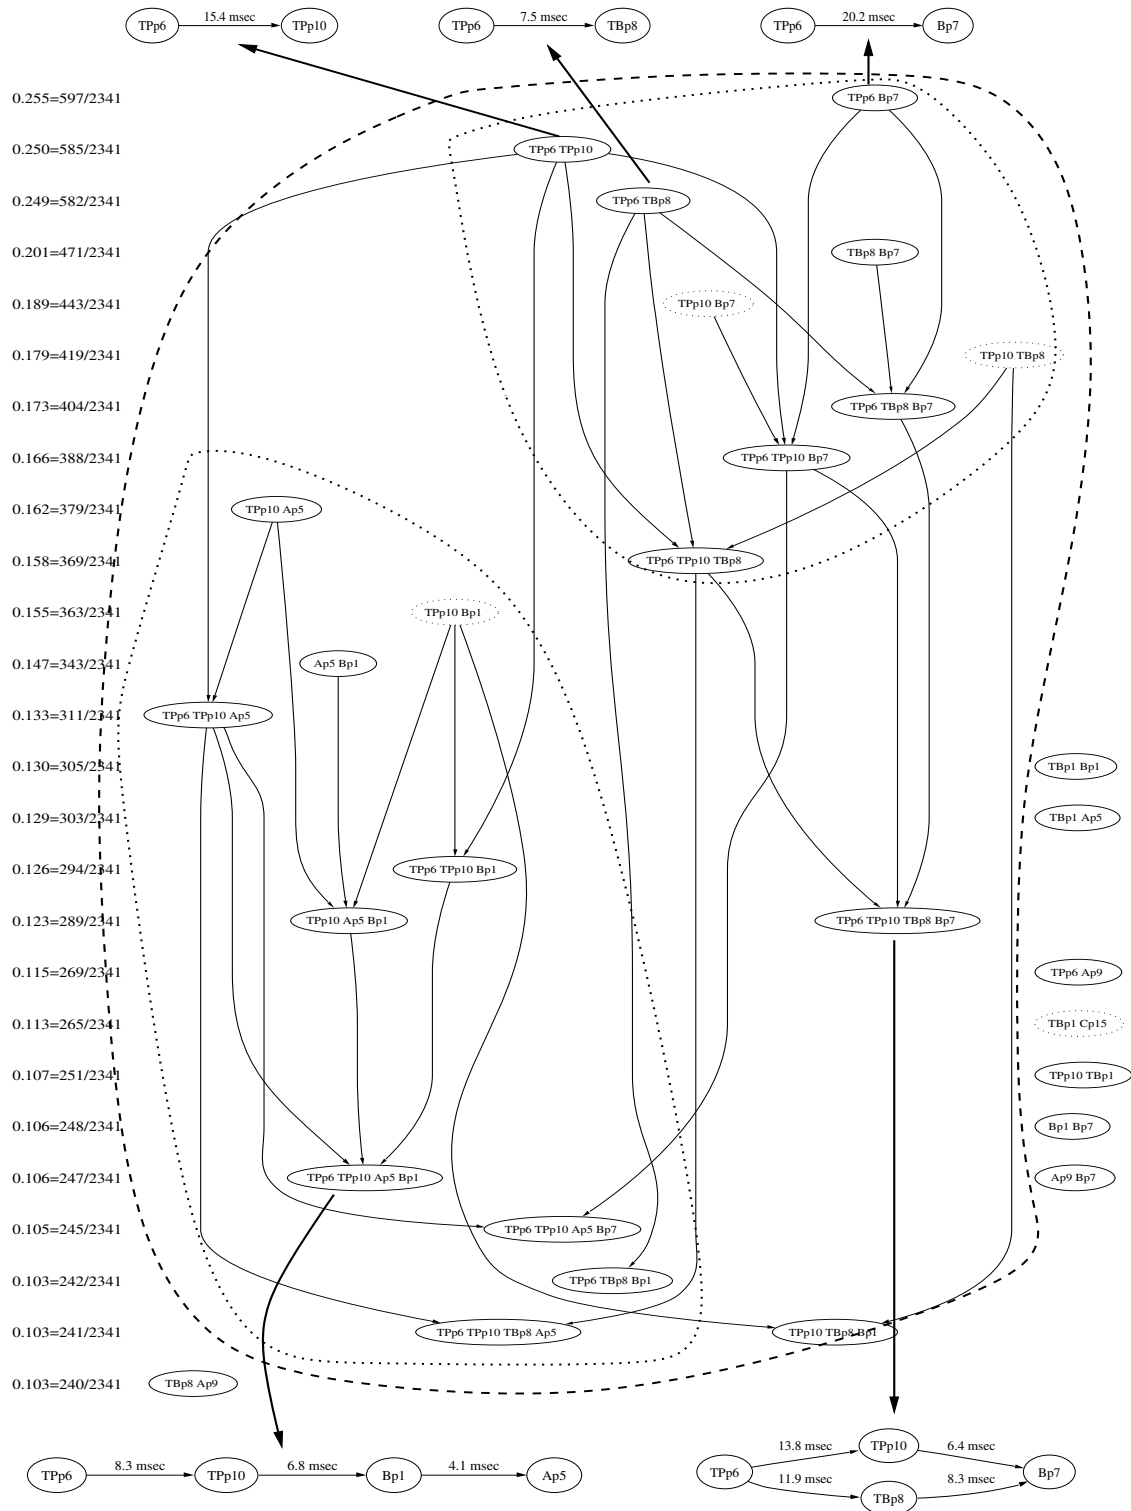 15.4 msec 7.5 msec 20.2 msec
TPp6 TPp10 TPp6 TBp8 TPp6 Bp7
0.255=597/2341 TPp6 Bp7
0.250=585/2341 TPp6 TPp10
0.249=582/2341 TPp6 TBp8
0.201=471/2341 TBp8 Bp7
0.189=443/2341 TPp10 Bp7
0.179=419/2341 TPp10 TBp8
0.173=404/2341 TPp6 TBp8 Bp7
0.166=388/2341 TPp6 TPp10 Bp7
0.162=379/2341 TPp10 Ap5
0.158=369/2341 TPp6 TPp10 TBp8
0.155=363/2341 TPp10 Bp1
0.147=343/2341 Ap5 Bp1
0.133=311/2341 TPp6 TPp10 Ap5
0.130=305/2341 TBp1 Bp1
0.129=303/2341 TBp1 Ap5
0.126=294/2341 TPp6 TPp10 Bp1
0.123=289/2341 TPp10 Ap5 Bp1 TPp6 TPp10 TBp8 Bp7
0.115=269/2341 TPp6 Ap9
0.113=265/2341 TBp1 Cp15
0.107=251/2341 TPp10 TBp1
0.106=248/2341 Bp1 Bp7
0.106=247/2341 TPp6 TPp10 Ap5 Bp1 Ap9 Bp7
0.105=245/2341 TPp6 TPp10 Ap5 Bp7
0.103=242/2341 TPp6 TBp8 Bp1
0.103=241/2341 TPp6 TPp10 TBp8 Ap5 TPp10 TBp8 Bp1
0.103=240/2341 TBp8 Ap9
13.8 msec TPp10 6.4 msec
8.3 msec 6.8 msec 4.1 msec
TPp6 TPp10 Bp1 Ap5 TPp6 Bp7
11.9 msec TBp8 8.3 msec